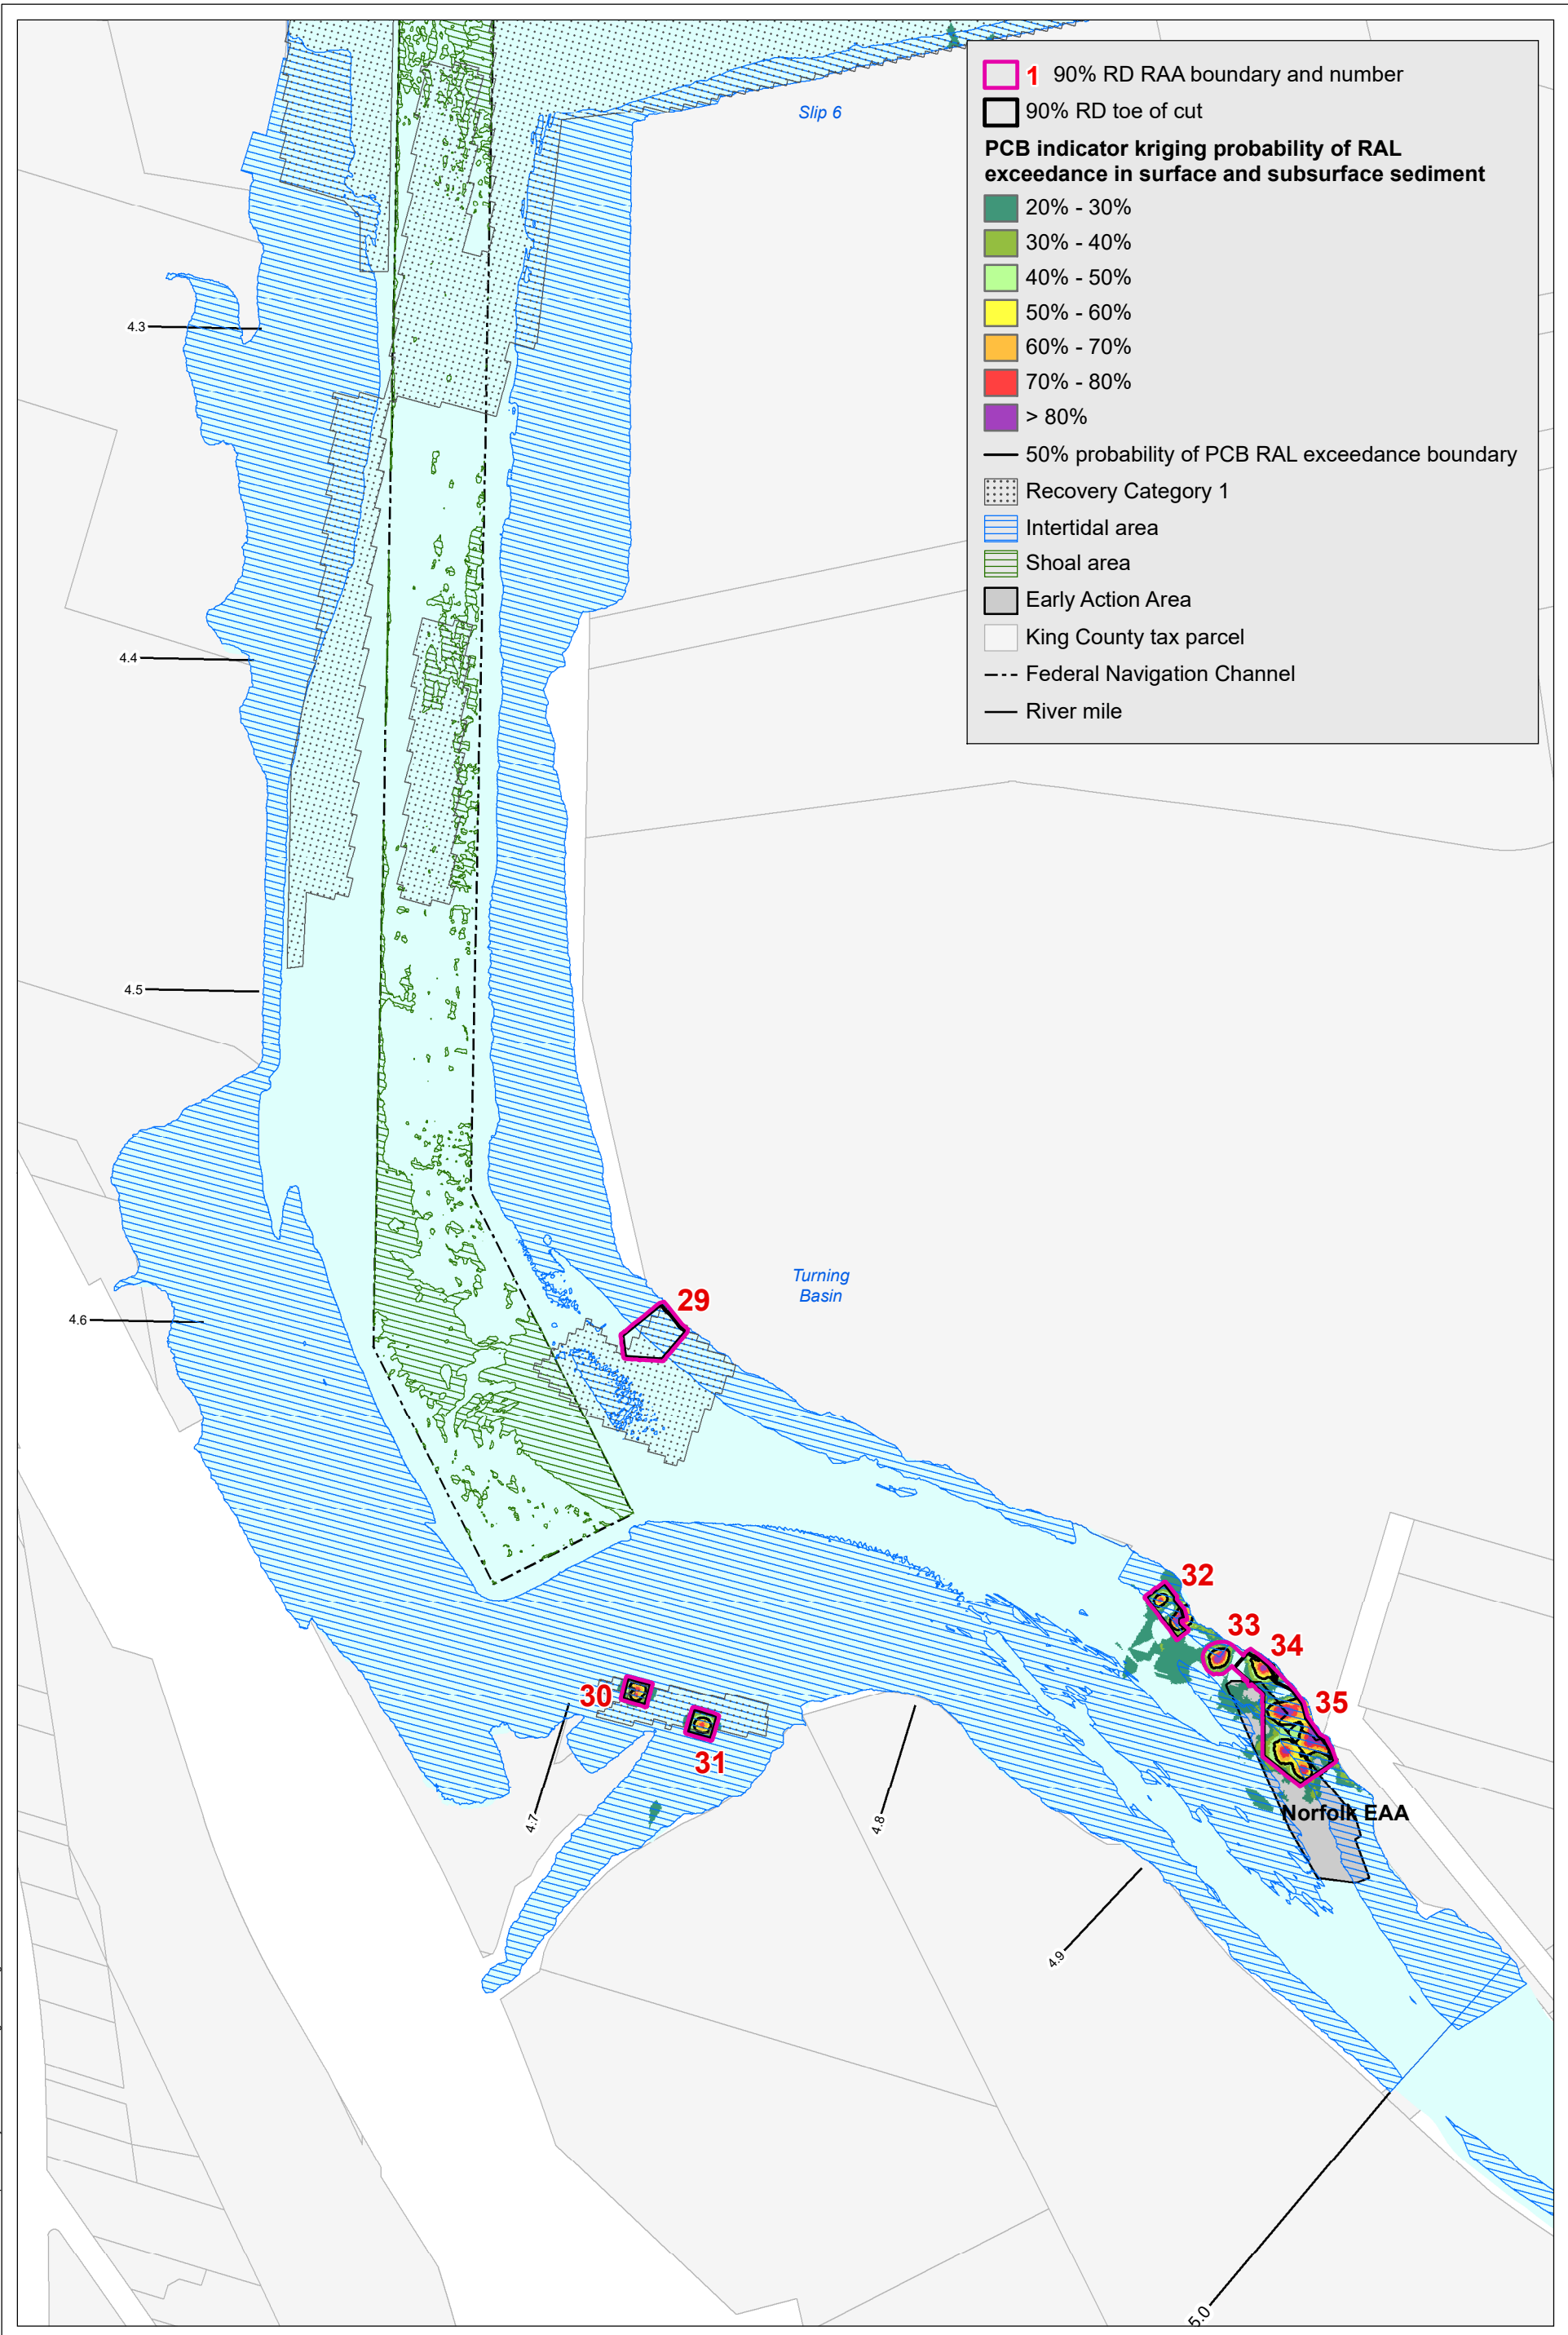 Slip 6
1 90% RD RAA boundary and number
90% RD toe of cut
PCB indicator kriging probability of RAL
exceedance in surface and subsurface sediment
20% - 30%
30% - 40%
40% - 50%
50% - 60%
60% - 70%
70% - 80%
> 80%
50% probability of PCB RAL exceedance boundary
Recovery Category 1
Intertidal area
Shoal area
Early Action Area
King County tax parcel
Federal Navigation Channel
River mile
4.3
4.4
4.5
4.6
Turning
Basin
29
32
33
34
30
35
31
4.7
4.8
Norfolk EAA
4.9
5.0